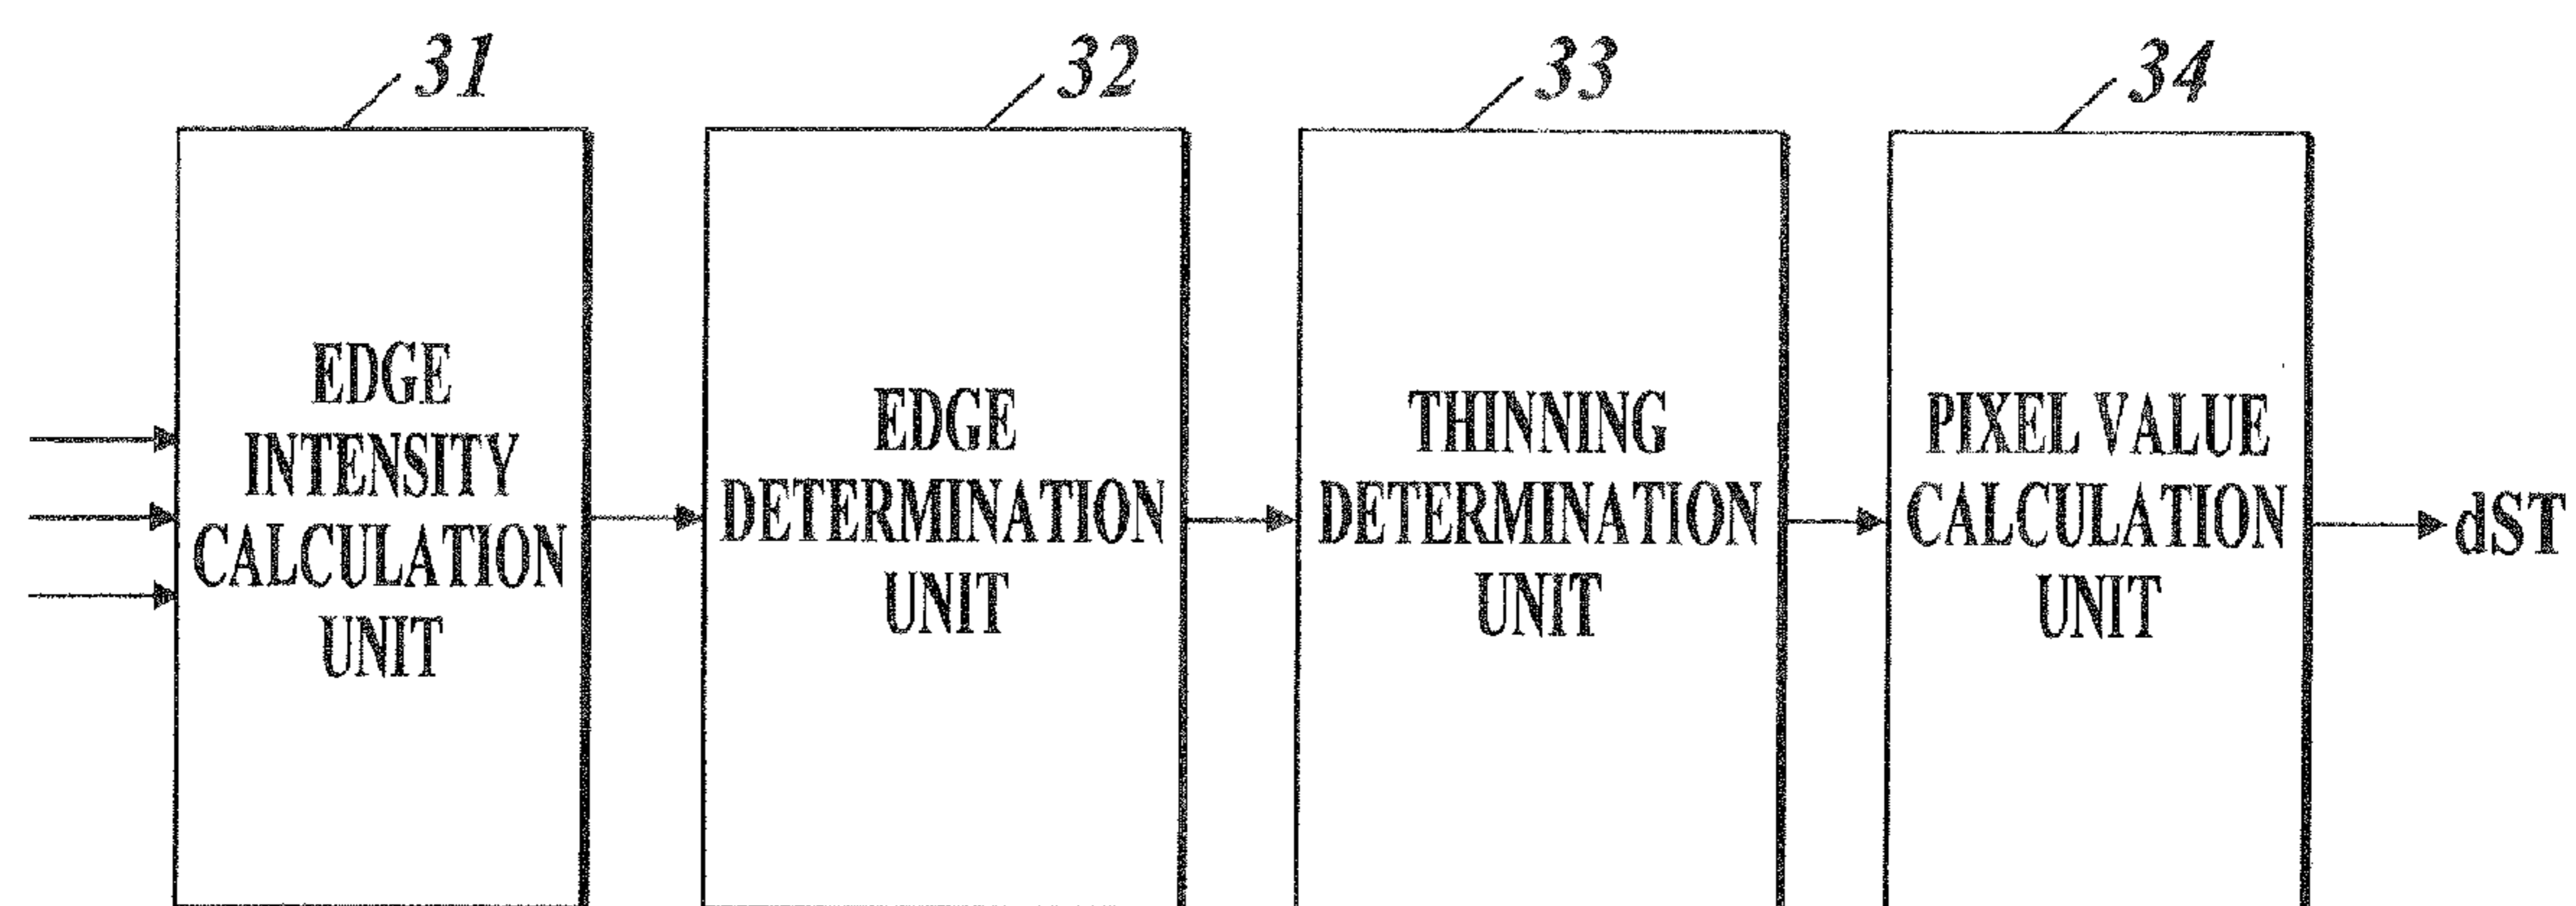 31
32
33
34
EDGE
INTENSITY
CALCULATION
UNIT
EDGE
DETERMINATION
UNIT
THINNING
DETERMINATION
UNIT
PIXEL VALUE
CALCULATION
UNIT
dST